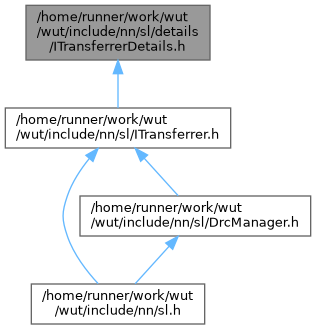 /home/runner/work/wut
/wut/include/nn/sl/details
/ITransferrerDetails.h
/home/runner/work/wut
/wut/include/nn/sl/ITransferrer.h
/home/runner/work/wut
/wut/include/nn/sl/DrcManager.h
/home/runner/work/wut
/wut/include/nn/sl.h